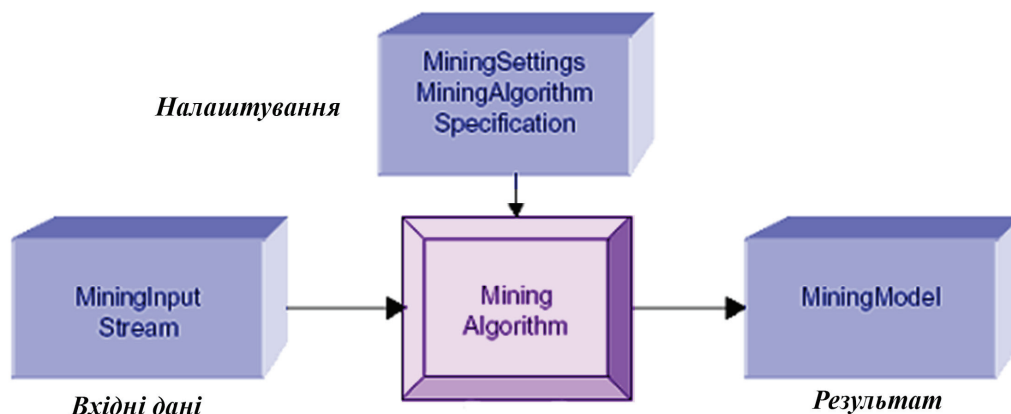 MiningSettings
MiningAlgorithm
Specification
Налаштування
MiningInput
Stream
Mining
Algorithm
MiningModel
Вхідні дані
Результат